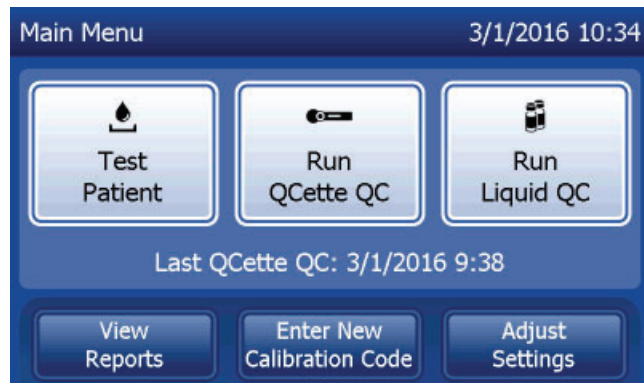 Main Menu 3/1/2016 10:34
Test
Patient
Run
QCette QC
Run
Liquid QC
Last QCette QC: 3/1/2016 9:38
View
Reports
Enter New
Calibration Code
Adjust
Settings